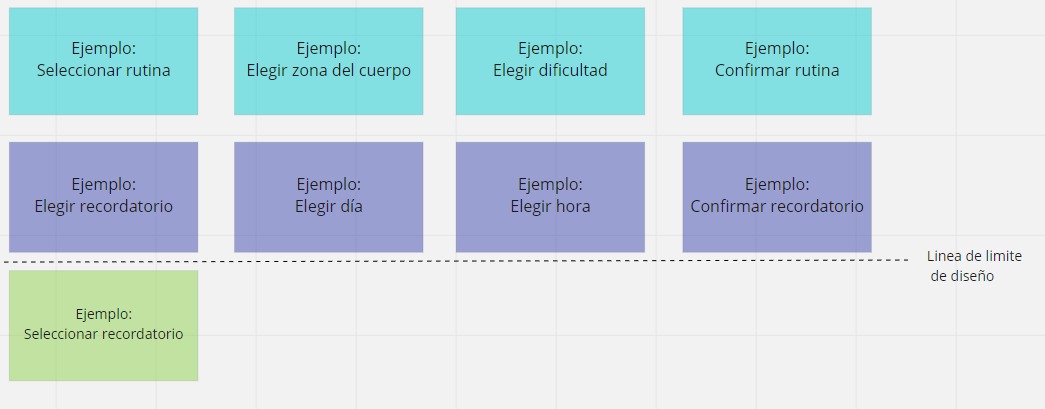 Ejemplo:
Seleccionar rutina
Ejemplo:
Elegir zona del cuerpo
Ejemplo:
Elegir dificultad
Ejemplo:
Confirmar rutina
Ejemplo:
Elegir recordatorio
Ejemplo:
Elegir día
Ejemplo:
Elegir hora
Ejemplo:
Confirmar recordatorio
Linea de limite
de diseño
Ejemplo:
Seleccionar recordatorio